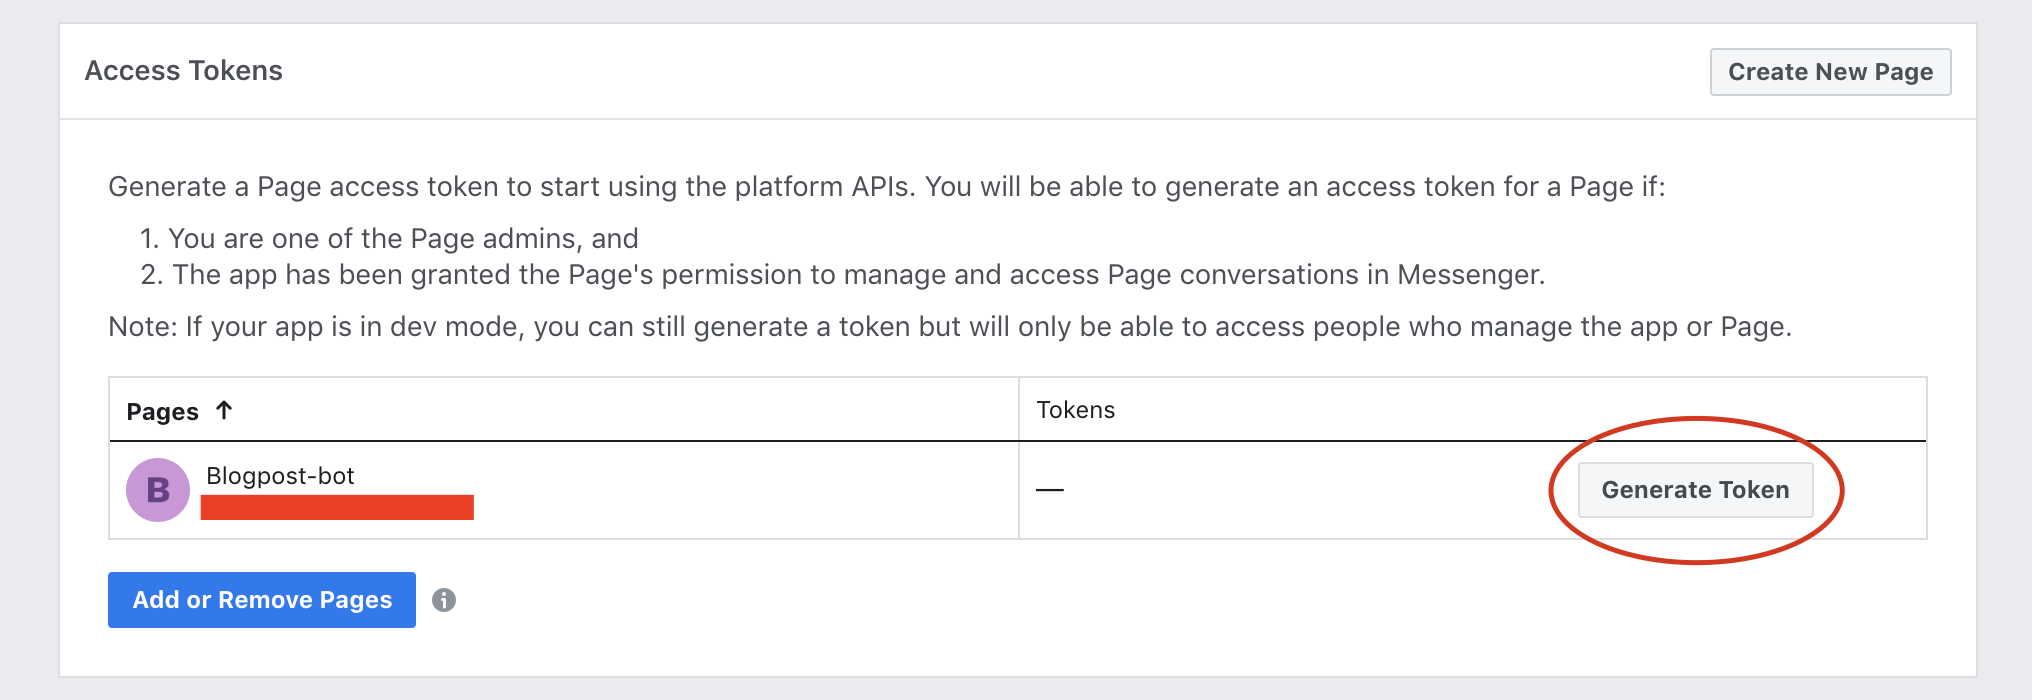 Access Tokens
Create New Page
Generate a Page access token to start using the platform APIs. You will be able to generate an access token for a Page if:
1. You are one of the Page admins, and
2. The app has been granted the Page's permission to manage and access Page conversations in Messenger.
Note: If your app is in dev mode, you can still generate a token but will only be able to access people who manage the app or Page.
Pages ↑
Tokens
B
Blogpost-bot
—
Generate Token
Add or Remove Pages